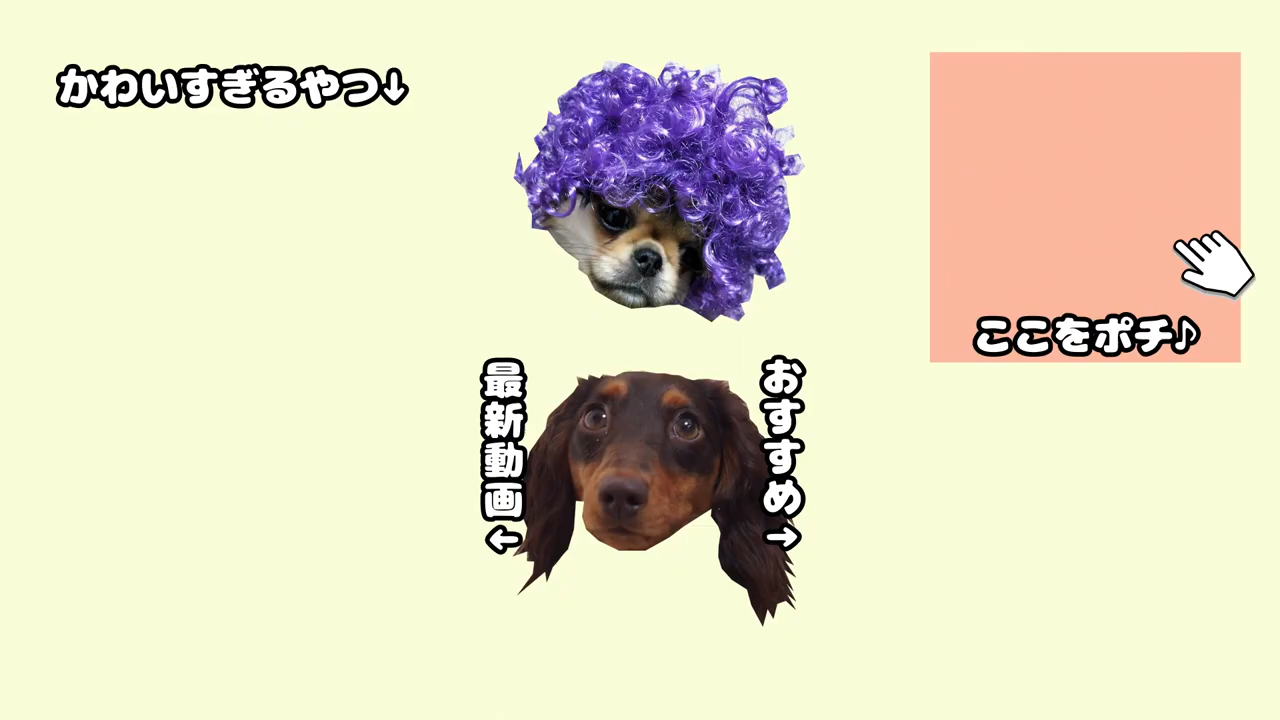 かわいすぎるやつ↓
ここをポチ♪
最新動画←
おすすめ→